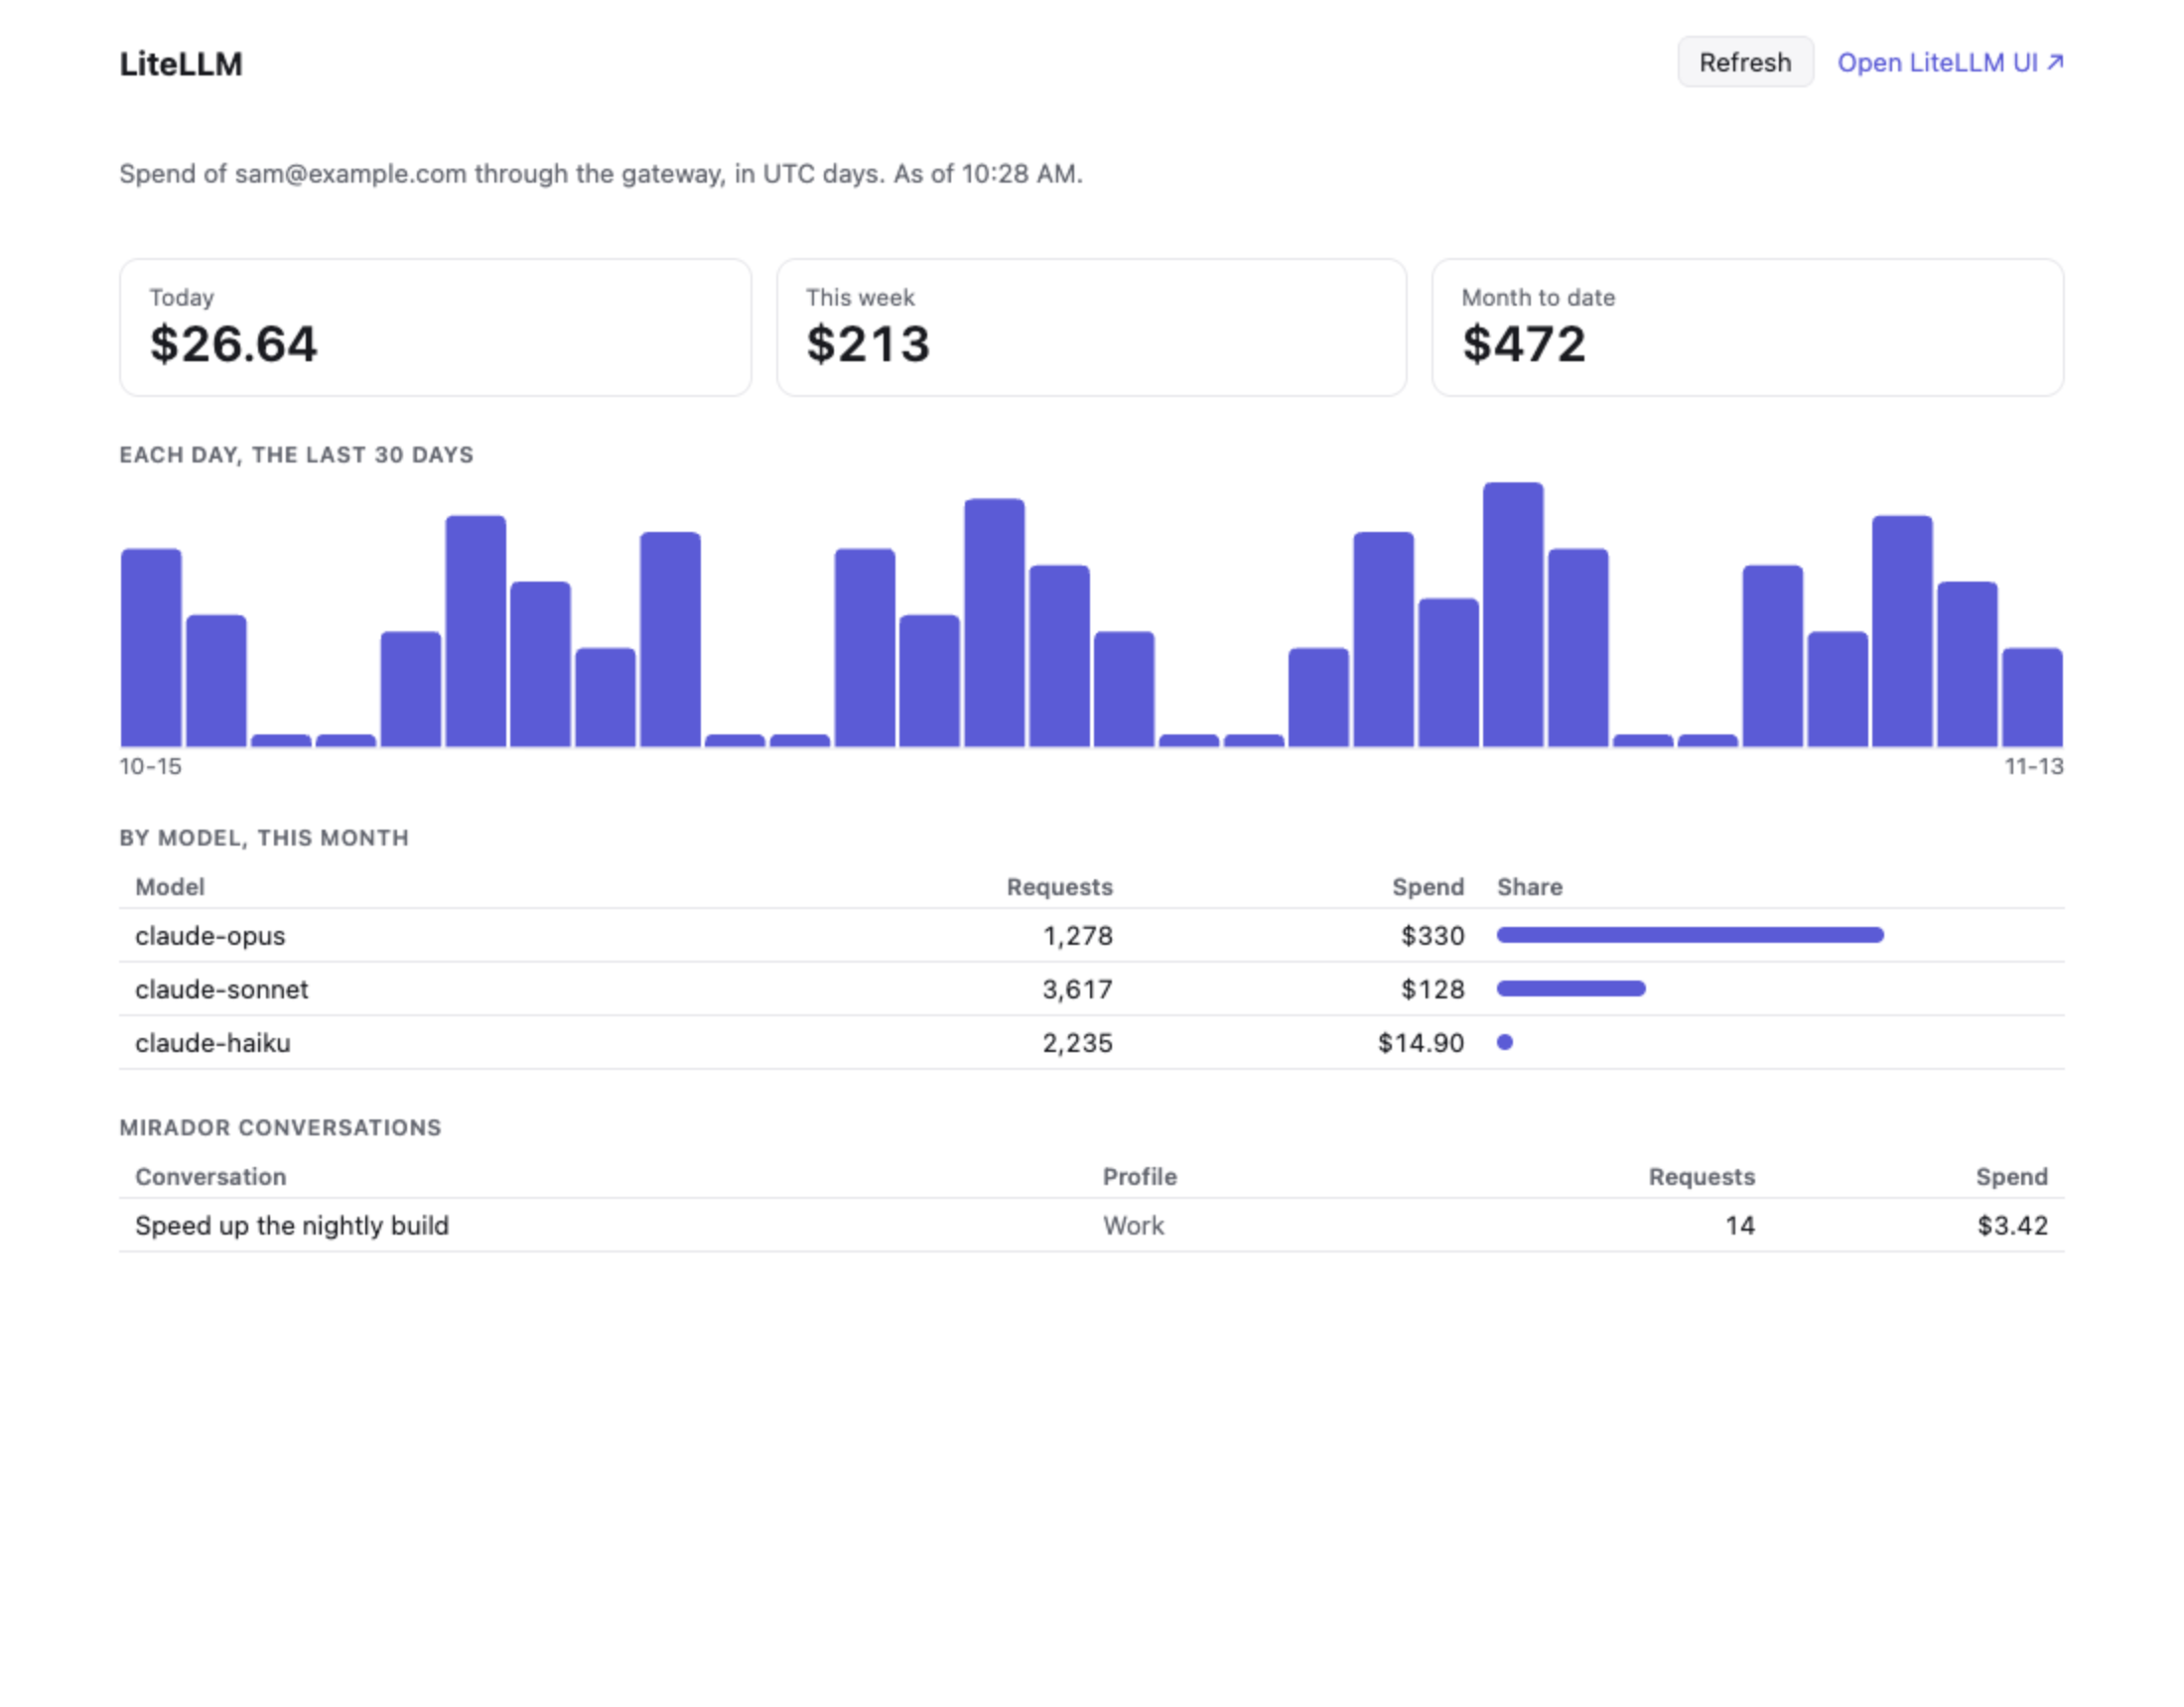 LiteLLM
Refresh
Open LiteLLM UI ↗
Spend of sam@example.com through the gateway, in UTC days. As of 10:28 AM.
Today
$26.64
This week
$213
Month to date
$472
EACH DAY, THE LAST 30 DAYS
10-15
11-13
BY MODEL, THIS MONTH
Model Requests Spend Share
claude-opus 1,278 $330
claude-sonnet 3,617 $128
claude-haiku 2,235 $14.90
MIRADOR CONVERSATIONS
Conversation Profile Requests Spend
Speed up the nightly build Work 14 $3.42